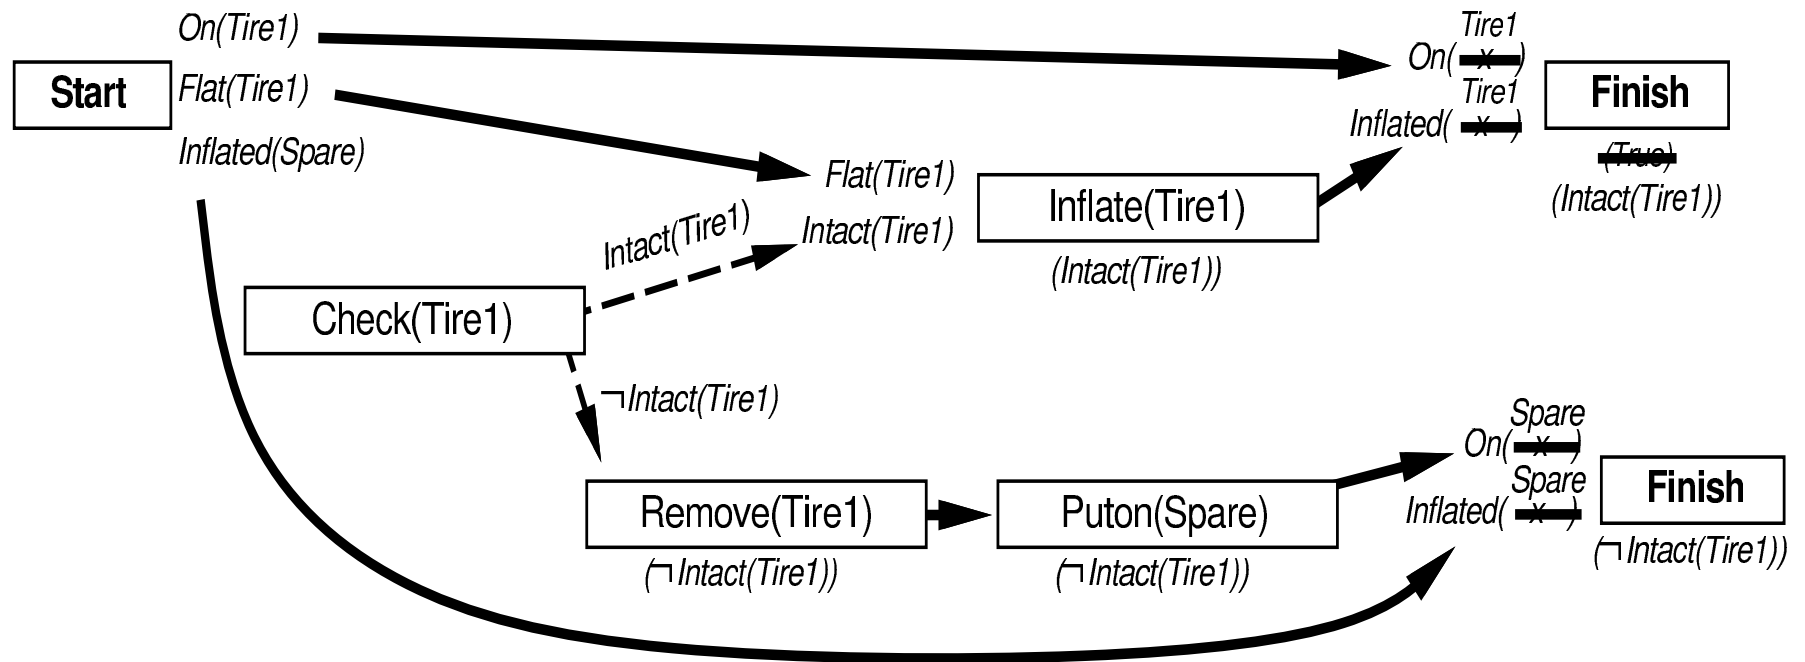 On(Tire1)
Start
Flat(Tire1)
Inflated(Spare)
Tire1
On( x )
Tire1
Inflated( x )
Finish
(True)
(Intact(Tire1))
Flat(Tire1)
Intact(Tire1)
Inflate(Tire1)
(Intact(Tire1))
Intact(Tire1)
Check(Tire1)
¬Intact(Tire1)
Remove(Tire1)
(¬Intact(Tire1))
Puton(Spare)
(¬Intact(Tire1))
Spare
On( x )
Spare
Inflated( x )
Finish
(¬Intact(Tire1))